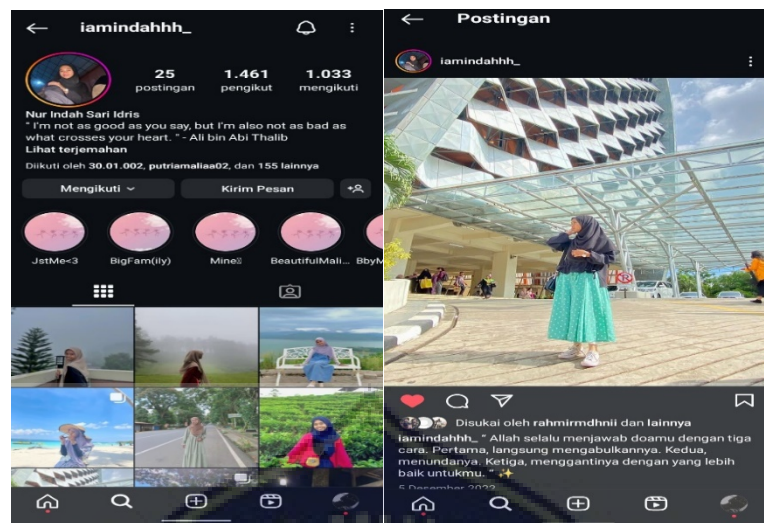 iamindahhh_
25 1.461 1.033
postingan pengikut mengikuti
Nur Indah Sari Idris
" I'm not as good as you say, but I'm also not as bad as
what crosses your heart. " - Ali bin Abi Thalib
Lihat terjemahan
Diikuti oleh 30.01.002, putriamaliaa02, dan 155 lainnya
Mengikuti
Kirim Pesan
JstMe<3 BigFam(ily) Mine BeautifulMali... BbyM
Postingan
iamindahhh_
Disukai oleh rahmirmdhnii dan lainnya
iamindahhh_ " Allah selalu menjawab doamu dengan tiga
cara. Pertama, langsung mengabulkannya. Kedua,
menundanya. Ketiga, menggantinya dengan yang lebih
baik untukmu. "
5 Desember 2022